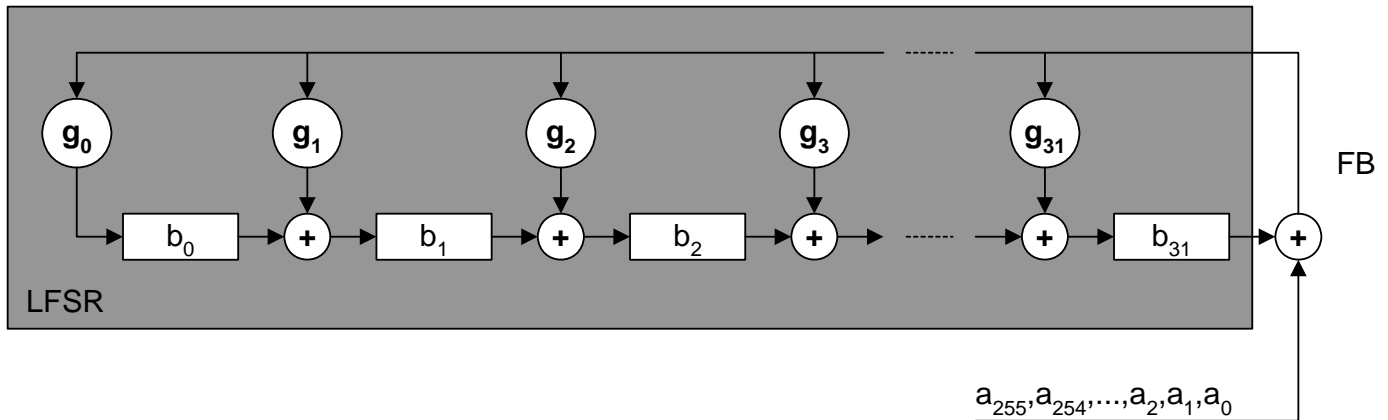 g₀ g₁ g₂ g₃ g₃₁
FB
b₀ + b₁ + b₂ + + b₃₁ +
LFSR
a₂₅₅,a₂₅₄,...,a₂,a₁,a₀